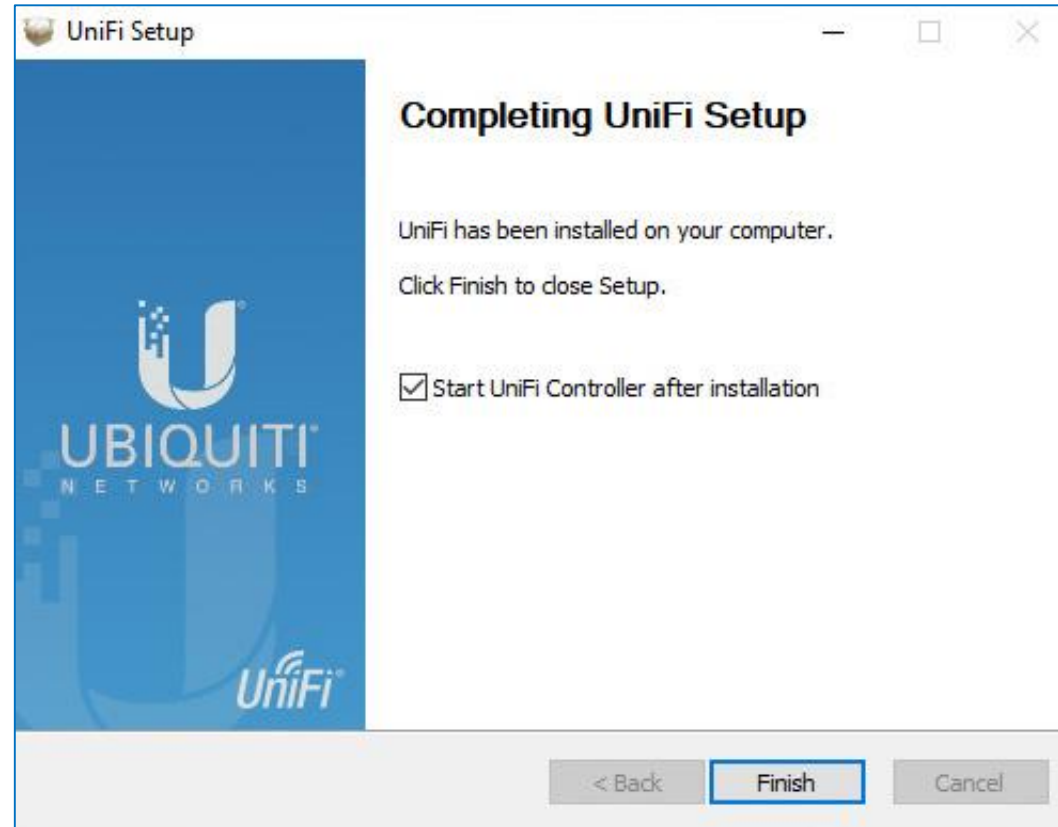 UniFi Setup
Completing UniFi Setup
UniFi has been installed on your computer.
Click Finish to close Setup.
Start UniFi Controller after installation
UBIQUITI
NETWORKS
UniFi
< Back
Finish
Cancel